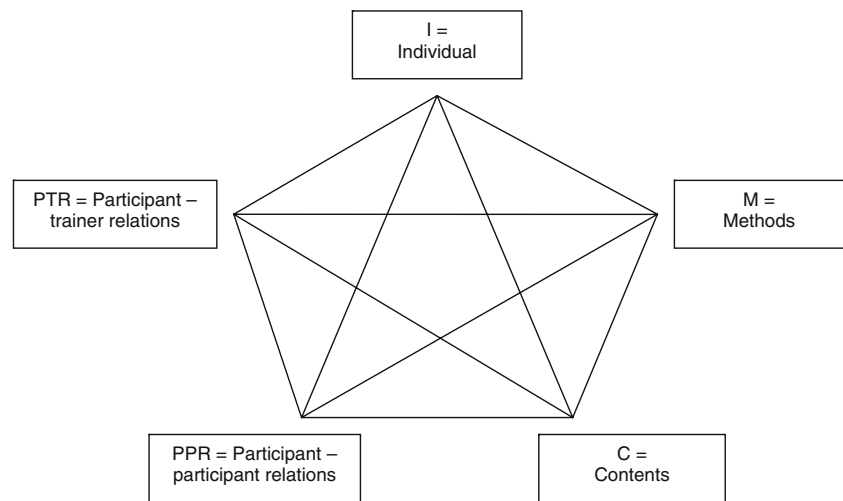 I =
Individual
PTR = Participant –
trainer relations
M =
Methods
PPR = Participant –
participant relations
C =
Contents